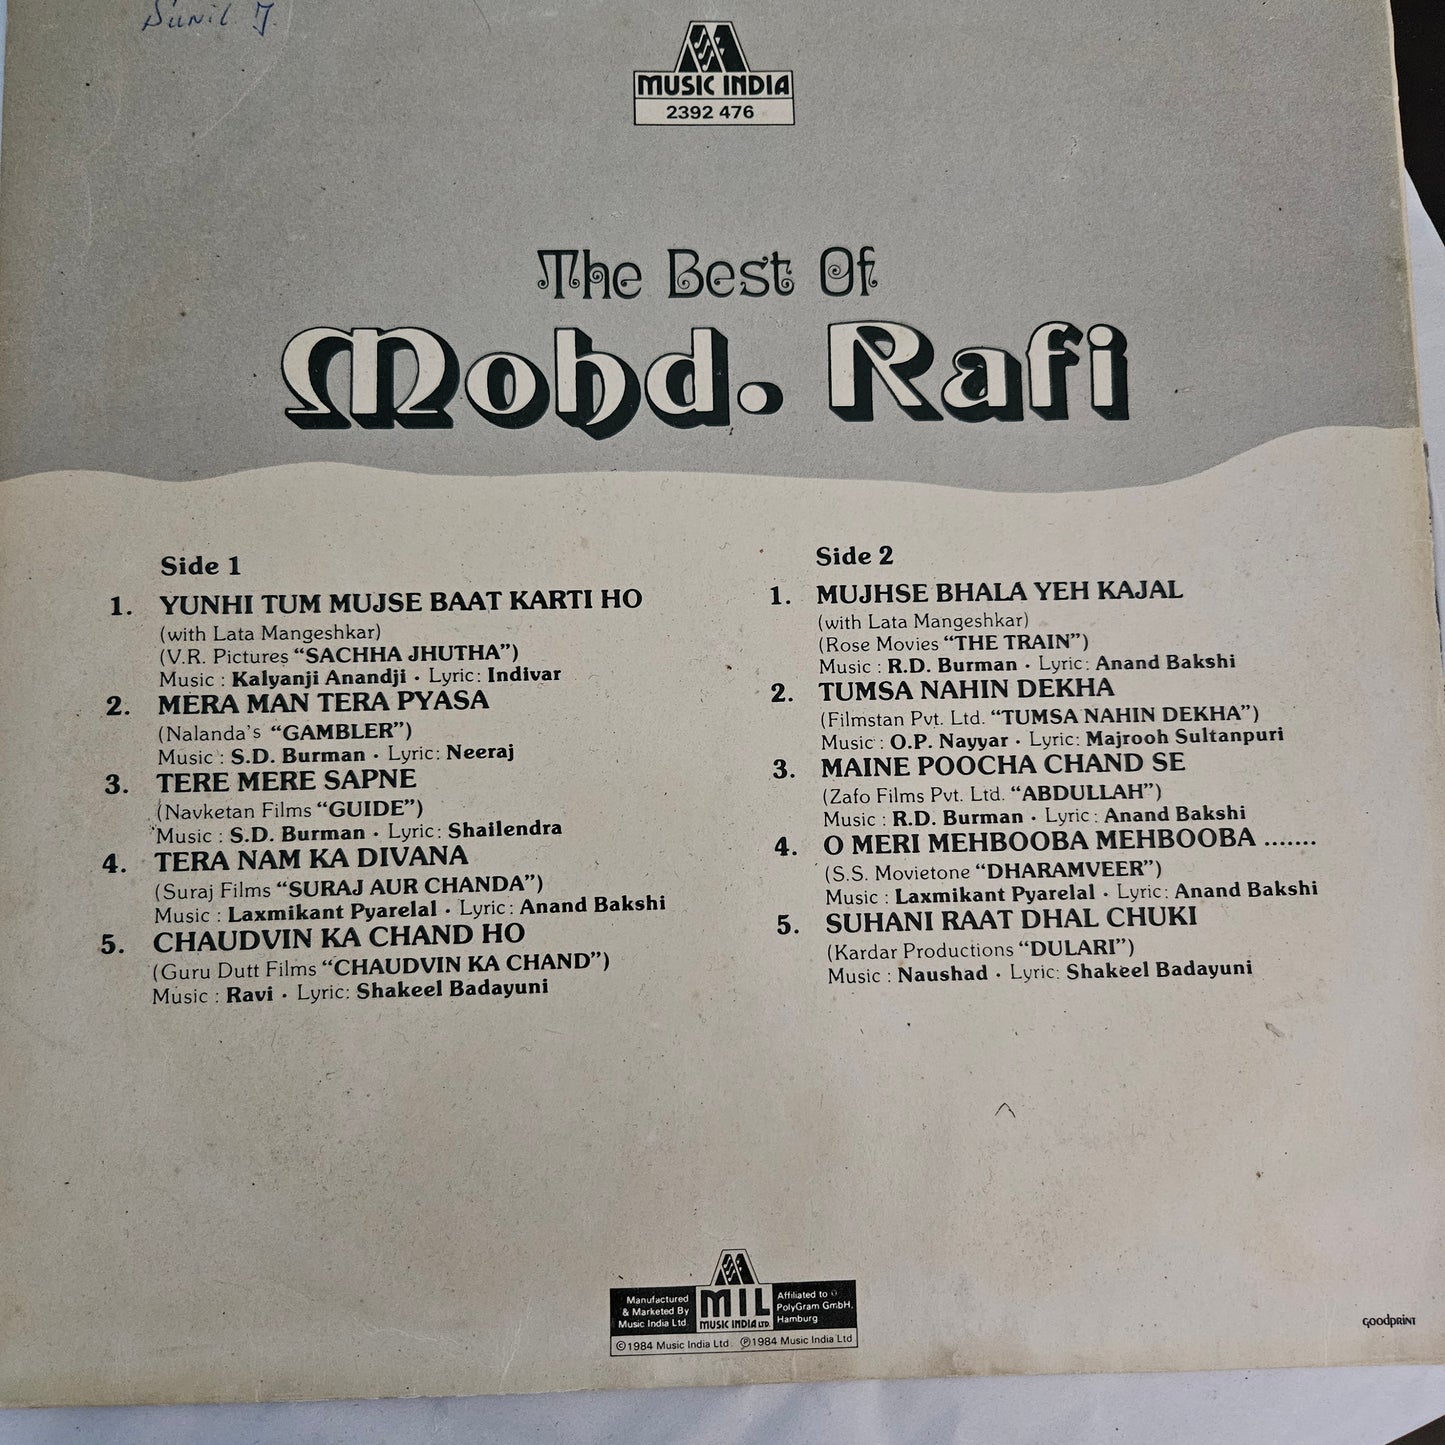 Sunil J.
MUSIC INDIA
2392 476
The Best Of
Mohd. Rafi
Side 1
1. YUNHI TUM MUJSE BAAT KARTI HO
(with Lata Mangeshkar)
(V.R. Pictures “SACHHA JHUTHA”)
Music : Kalyanji Anandji · Lyric: Indivar
2. MERA MAN TERA PYASA
(Nalanda's “GAMBLER”)
Music : S.D. Burman · Lyric: Neeraj
3. TERE MERE SAPNE
(Navketan Films “GUIDE”)
Music : S.D. Burman · Lyric: Shailendra
4. TERA NAM KA DIVANA
(Suraj Films “SURAJ AUR CHANDA”)
Music : Laxmikant Pyarelal · Lyric: Anand Bakshi
5. CHAUDVIN KA CHAND HO
(Guru Dutt Films “CHAUDVIN KA CHAND”)
Music : Ravi · Lyric: Shakeel Badayuni
Side 2
1. MUJHSE BHALA YEH KAJAL
(with Lata Mangeshkar)
(Rose Movies “THE TRAIN”)
Music : R.D. Burman · Lyric: Anand Bakshi
2. TUMSA NAHIN DEKHA
(Filmstan Pvt. Ltd. “TUMSA NAHIN DEKHA”)
Music : O.P. Nayyar · Lyric: Majrooh Sultanpuri
3. MAINE POOCHA CHAND SE
(Zafo Films Pvt. Ltd. “ABDULLAH”)
Music : R.D. Burman · Lyric: Anand Bakshi
4. O MERI MEHBOOBA MEHBOOBA .......
(S.S. Movietone “DHARAMVEER”)
Music : Laxmikant Pyarelal · Lyric: Anand Bakshi
5. SUHANI RAAT DHAL CHUKI
(Kardar Productions “DULARI”)
Music : Naushad · Lyric: Shakeel Badayuni
Manufactured
& Marketed By
Music India Ltd.
MIL
MUSIC INDIA LTD.
Affiliated to
PolyGram GmbH,
Hamburg
©1984 Music India Ltd. ℗1984 Music India Ltd
GOODPRINT